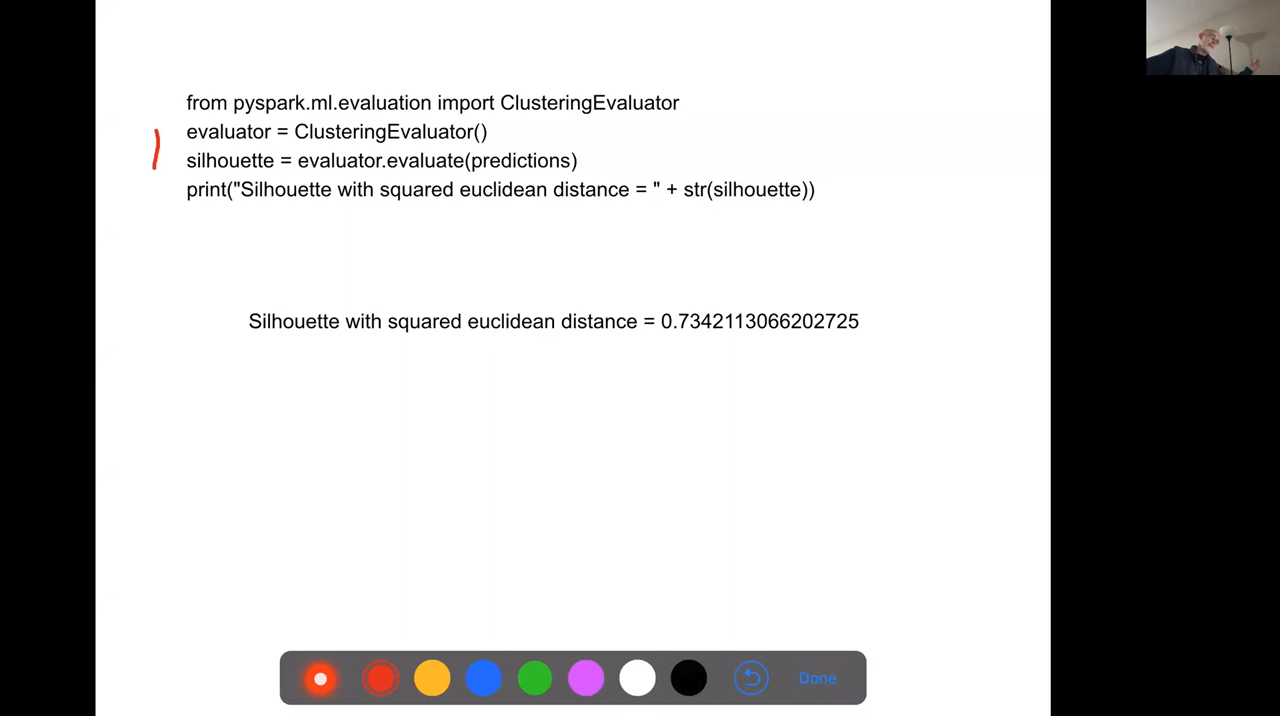 from pyspark.ml.evaluation import ClusteringEvaluator
evaluator = ClusteringEvaluator()
silhouette = evaluator.evaluate(predictions)
print("Silhouette with squared euclidean distance = " + str(silhouette))
Silhouette with squared euclidean distance = 0.7342113066202725
Done